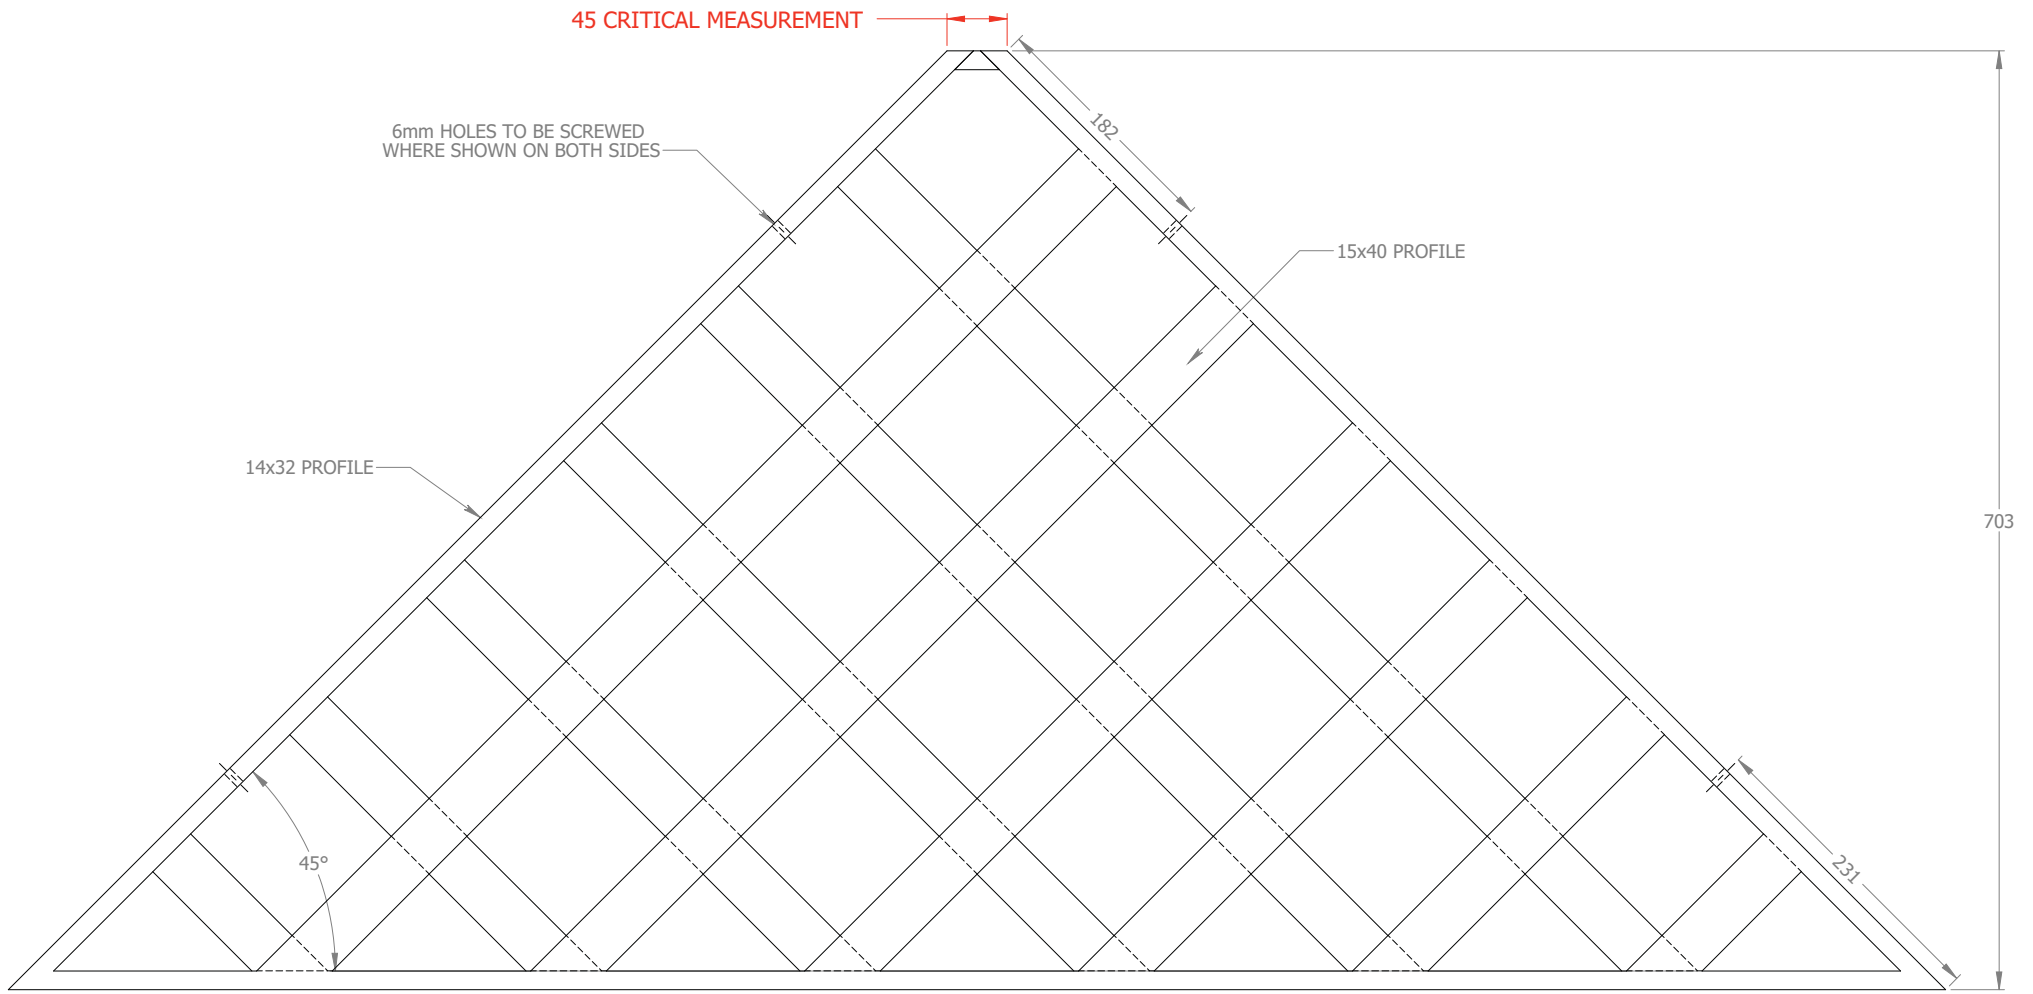 45 CRITICAL MEASUREMENT
182
6mm HOLES TO BE SCREWED
WHERE SHOWN ON BOTH SIDES
15x40 PROFILE
14x32 PROFILE
703
45°
231